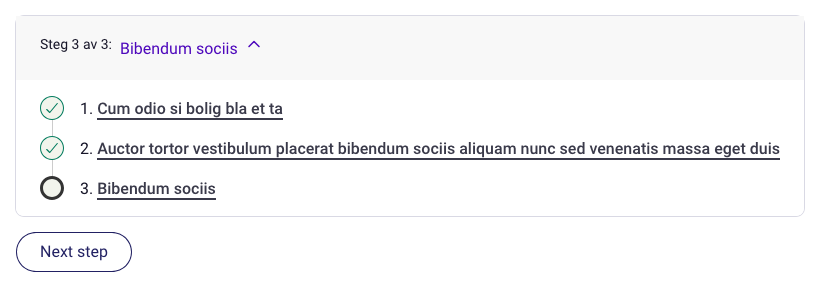 Steg 3 av 3: Bibendum sociis
1. Cum odio si bolig bla et ta
2. Auctor tortor vestibulum placerat bibendum sociis aliquam nunc sed venenatis massa eget duis
3. Bibendum sociis
Next step